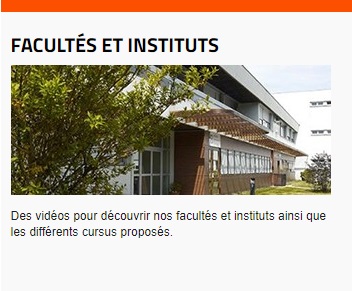 FACULTÉS ET INSTITUTS
Des vidéos pour découvrir nos facultés et instituts ainsi que
les différents cursus proposés.